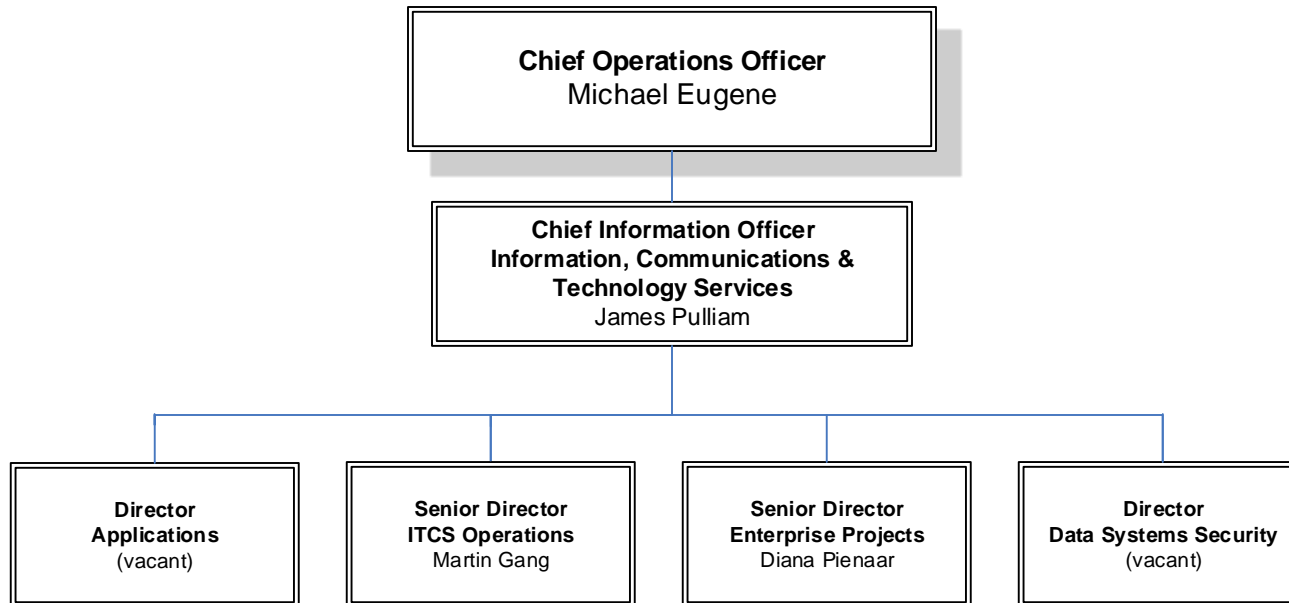 Chief Operations Officer
Michael Eugene
Chief Information Officer
Information, Communications &
Technology Services
James Pulliam
Director
Applications
(vacant)
Senior Director
ITCS Operations
Martin Gang
Senior Director
Enterprise Projects
Diana Pienaar
Director
Data Systems Security
(vacant)